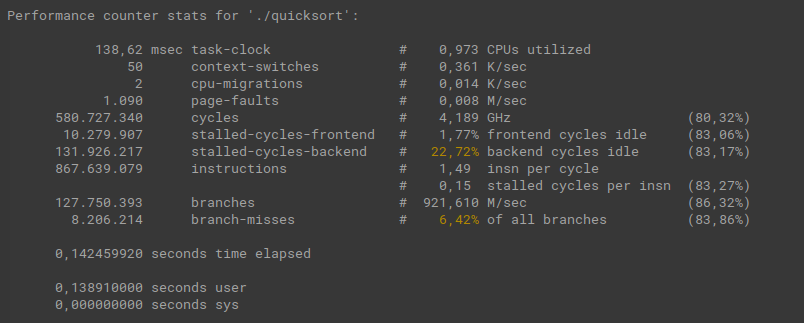 Performance counter stats for './quicksort':
138,62 msec task-clock # 0,973 CPUs utilized
50 context-switches # 0,361 K/sec
2 cpu-migrations # 0,014 K/sec
1.090 page-faults # 0,008 M/sec
580.727.340 cycles # 4,189 GHz (80,32%)
10.279.907 stalled-cycles-frontend # 1,77% frontend cycles idle (83,06%)
131.926.217 stalled-cycles-backend # 22,72% backend cycles idle (83,17%)
867.639.079 instructions # 1,49 insn per cycle
# 0,15 stalled cycles per insn (83,27%)
127.750.393 branches # 921,610 M/sec (86,32%)
8.206.214 branch-misses # 6,42% of all branches (83,86%)
0,142459920 seconds time elapsed
0,138910000 seconds user
0,000000000 seconds sys